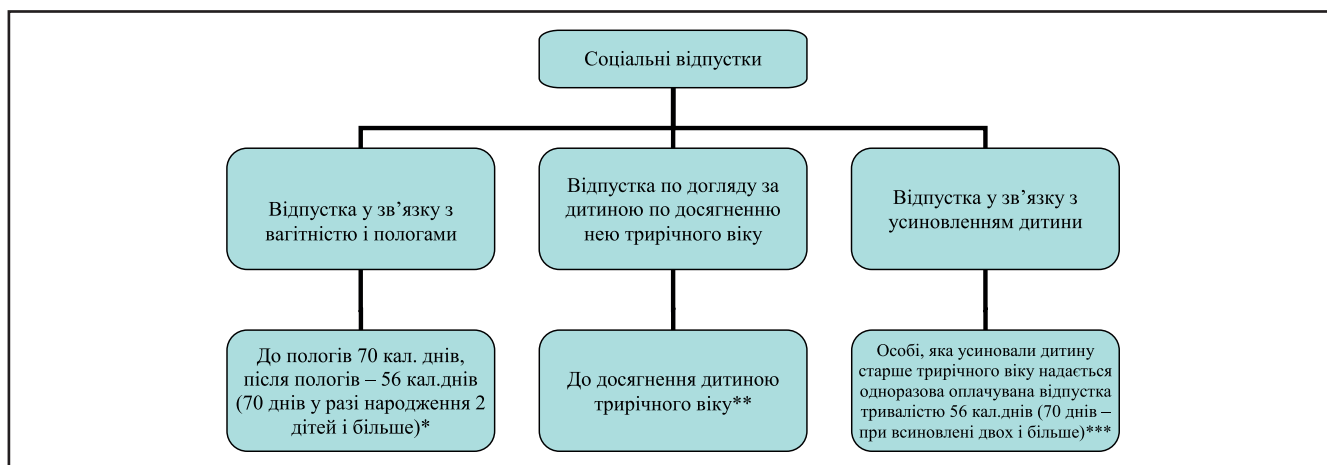 Соціальні відпустки
Відпустка у зв’язку з
вагітністю і пологами
Відпустка по догляду за
дитиною по досягненню
нею трирічного віку
Відпустка у зв’язку з
усиновленням дитини
До пологів 70 кал. днів,
після пологів – 56 кал.днів
(70 днів у разі народження 2
дітей і більше)*
До досягнення дитиною
трирічного віку**
Особі, яка усиновали дитину
старше трирічного віку надається
одноразова оплачувана відпустка
тривалістю 56 кал.днів (70 днів –
при всиновлені двох і більше)***